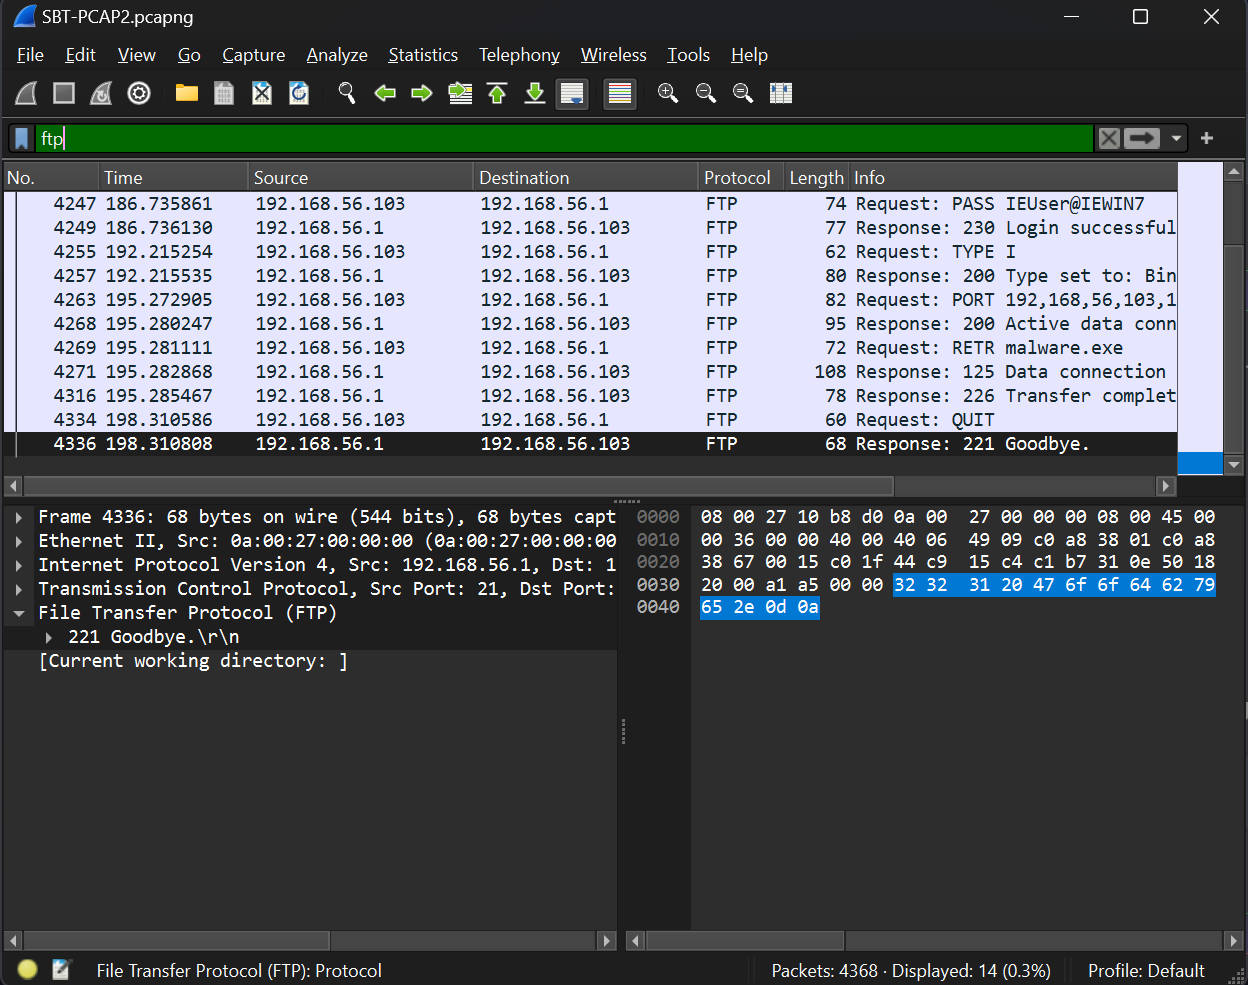 SBT-PCAP2.pcapng
File Edit View Go Capture Analyze Statistics Telephony Wireless Tools Help
ftp
No. Time Source Destination Protocol Length Info
4247 186.735861 192.168.56.103 192.168.56.1 FTP 74 Request: PASS IEUser@IEWIN7
4249 186.736130 192.168.56.1 192.168.56.103 FTP 77 Response: 230 Login successful
4255 192.215254 192.168.56.103 192.168.56.1 FTP 62 Request: TYPE I
4257 192.215535 192.168.56.1 192.168.56.103 FTP 80 Response: 200 Type set to: Bin
4263 195.272905 192.168.56.103 192.168.56.1 FTP 82 Request: PORT 192,168,56,103,1
4268 195.280247 192.168.56.1 192.168.56.103 FTP 95 Response: 200 Active data conn
4269 195.281111 192.168.56.103 192.168.56.1 FTP 72 Request: RETR malware.exe
4271 195.282868 192.168.56.1 192.168.56.103 FTP 108 Response: 125 Data connection
4316 195.285467 192.168.56.1 192.168.56.103 FTP 78 Response: 226 Transfer complet
4334 198.310586 192.168.56.103 192.168.56.1 FTP 60 Request: QUIT
4336 198.310808 192.168.56.1 192.168.56.103 FTP 68 Response: 221 Goodbye.
Frame 4336: 68 bytes on wire (544 bits), 68 bytes capt
Ethernet II, Src: 0a:00:27:00:00:00 (0a:00:27:00:00:00
Internet Protocol Version 4, Src: 192.168.56.1, Dst: 1
Transmission Control Protocol, Src Port: 21, Dst Port:
File Transfer Protocol (FTP)
221 Goodbye.\r\n
[Current working directory: ]
0000 08 00 27 10 b8 d0 0a 00 27 00 00 00 08 00 45 00
0010 00 36 00 00 40 00 40 06 49 09 c0 a8 38 01 c0 a8
0020 38 67 00 15 c0 1f 44 c9 15 c4 c1 b7 31 0e 50 18
0030 20 00 a1 a5 00 00 32 32 31 20 47 6f 6f 64 62 79
0040 65 2e 0d 0a
File Transfer Protocol (FTP): Protocol
Packets: 4368 · Displayed: 14 (0.3%)
Profile: Default